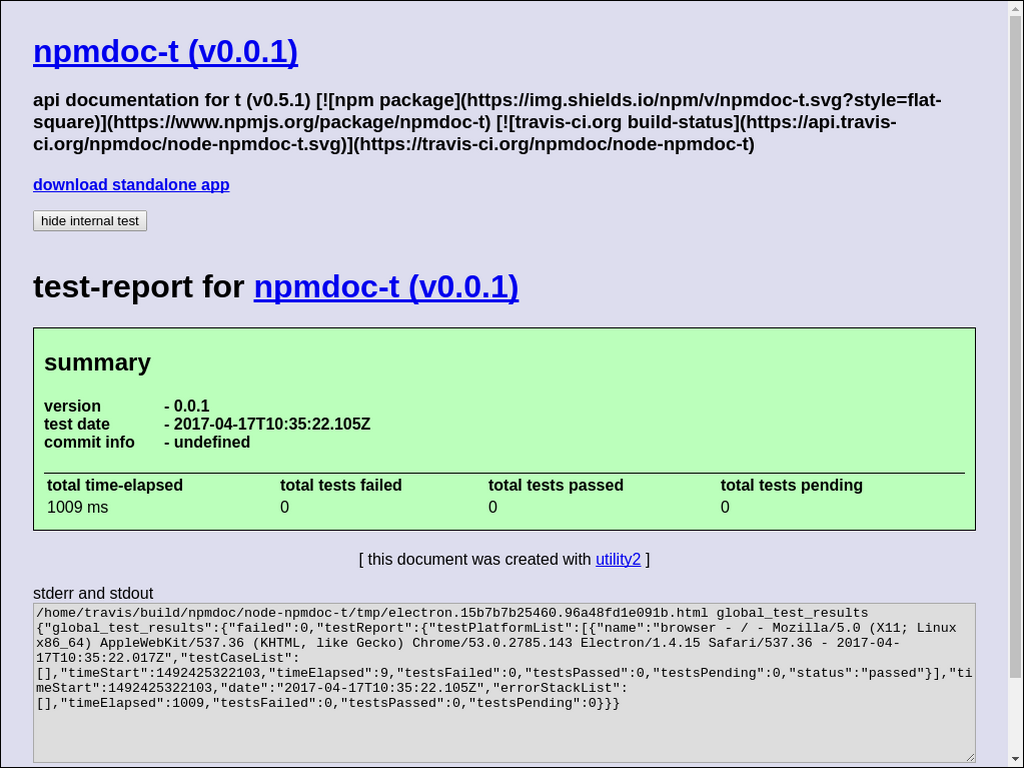 npmdoc-t (v0.0.1)
api documentation for t (v0.5.1) [![npm package](https://img.shields.io/npm/v/npmdoc-t.svg?style=flat-
square)](https://www.npmjs.org/package/npmdoc-t) [![travis-ci.org build-status](https://api.travis-
ci.org/npmdoc/node-npmdoc-t.svg)](https://travis-ci.org/npmdoc/node-npmdoc-t)
download standalone app
hide internal test
test-report for npmdoc-t (v0.0.1)
summary
version - 0.0.1
test date - 2017-04-17T10:35:22.105Z
commit info - undefined
total time-elapsed total tests failed total tests passed total tests pending
1009 ms 0 0 0
[ this document was created with utility2 ]
stderr and stdout
/home/travis/build/npmdoc/node-npmdoc-t/tmp/electron.15b7b7b25460.96a48fd1e091b.html global_test_results
{"global_test_results":{"failed":0,"testReport":{"testPlatformList":[{"name":"browser - / - Mozilla/5.0 (X11; Linux
x86_64) AppleWebKit/537.36 (KHTML, like Gecko) Chrome/53.0.2785.143 Electron/1.4.15 Safari/537.36 - 2017-04-
17T10:35:22.017Z","testCaseList":
[],"timeStart":1492425322103,"timeElapsed":9,"testsFailed":0,"testsPassed":0,"testsPending":0,"status":"passed"}],"ti
meStart":1492425322103,"date":"2017-04-17T10:35:22.105Z","errorStackList":
[],"timeElapsed":1009,"testsFailed":0,"testsPassed":0,"testsPending":0}}}